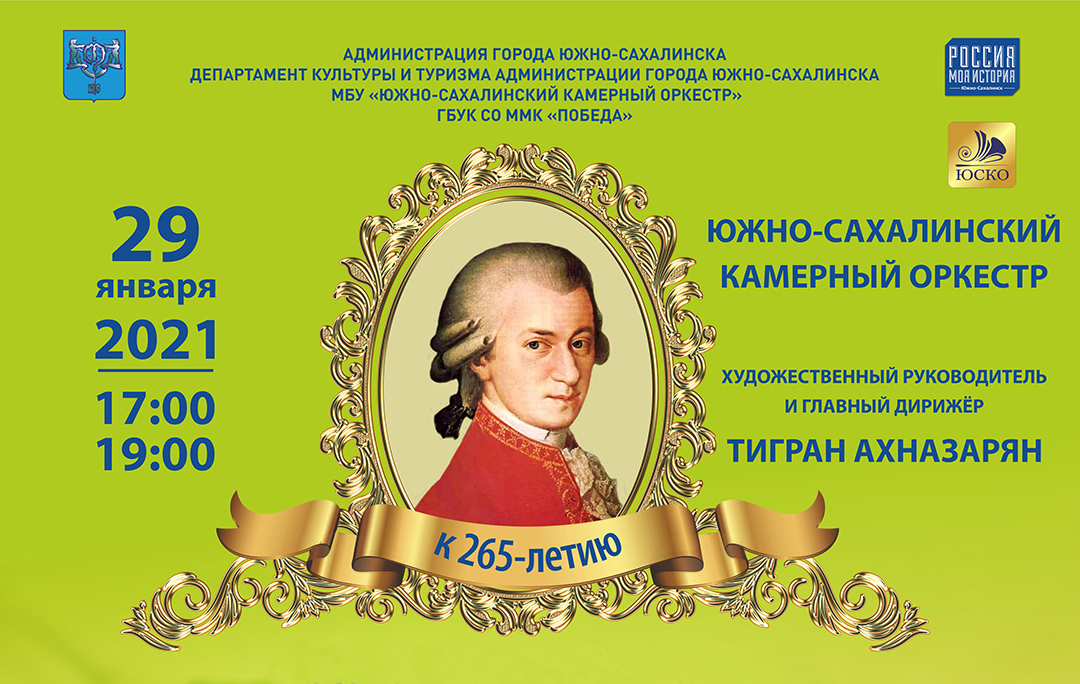 АДМИНИСТРАЦИЯ ГОРОДА ЮЖНО-САХАЛИНСКА
ДЕПАРТАМЕНТ КУЛЬТУРЫ И ТУРИЗМА АДМИНИСТРАЦИИ ГОРОДА ЮЖНО-САХАЛИНСКА
МБУ «ЮЖНО-САХАЛИНСКИЙ КАМЕРНЫЙ ОРКЕСТР»
ГБУК СО ММК «ПОБЕДА»
РОССИЯ
МОЯ ИСТОРИЯ
Южно-Сахалинск
ЮСКО
29
января
2021
17:00
19:00
ЮЖНО-САХАЛИНСКИЙ
КАМЕРНЫЙ ОРКЕСТР
ХУДОЖЕСТВЕННЫЙ РУКОВОДИТЕЛЬ
И ГЛАВНЫЙ ДИРИЖЁР
ТИГРАН АХНАЗАРЯН
к 265-летию